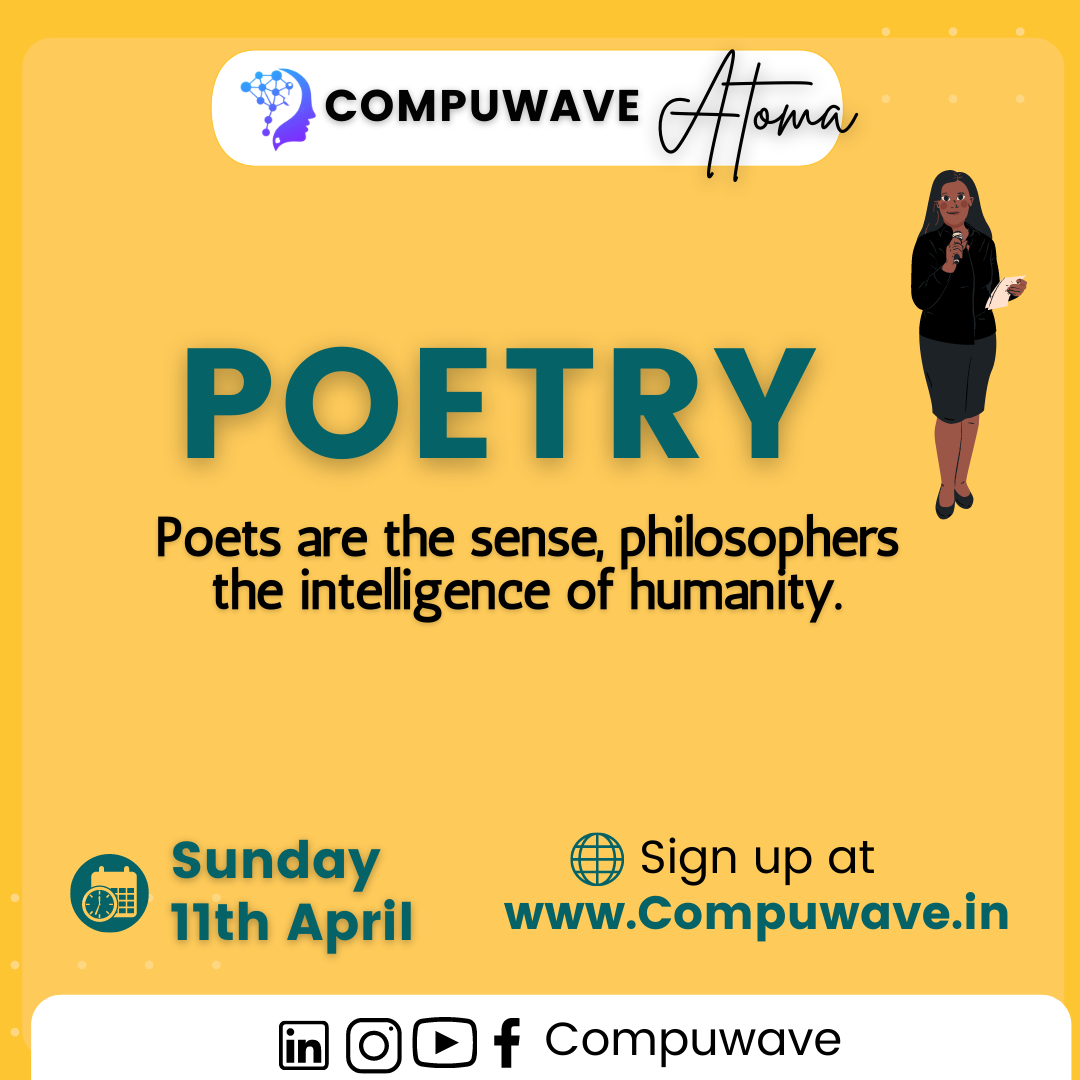 COMPUWAVE Atoma
POETRY
Poets are the sense, philosophers
the intelligence of humanity.
Sunday
11th April
Sign up at
www.Compuwave.in
in f Compuwave